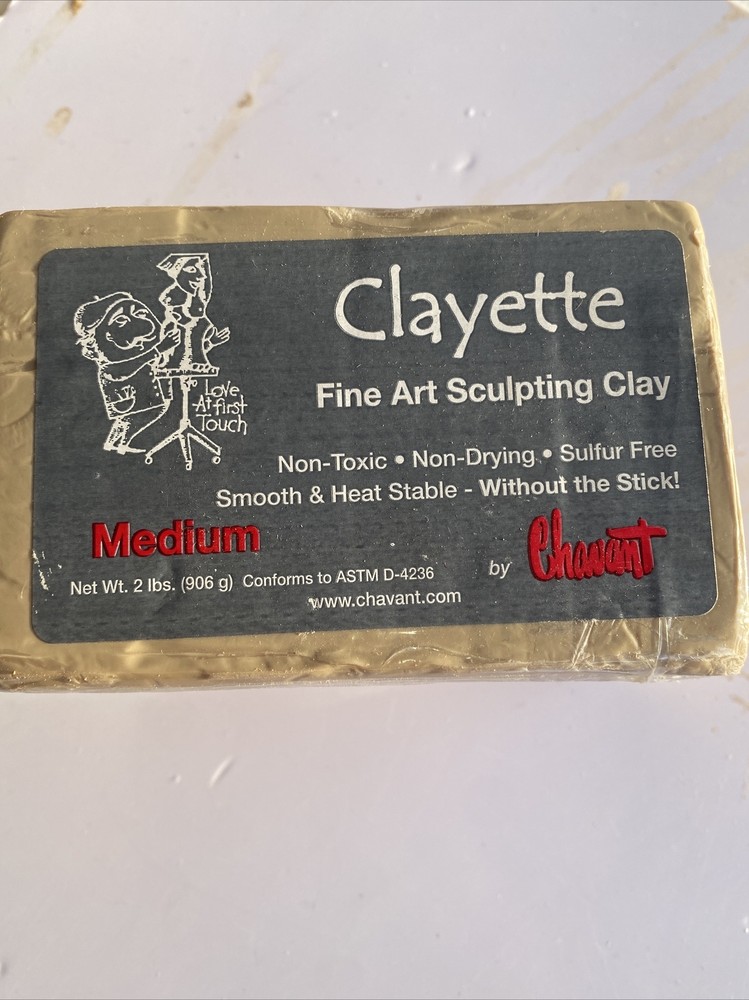 Clayette
Fine Art Sculpting Clay
Love
At first
Touch
Non-Toxic • Non-Drying • Sulfur Free
Smooth & Heat Stable - Without the Stick!
Medium
by Chavant
Net Wt. 2 lbs. (906 g) Conforms to ASTM D-4236
www.chavant.com